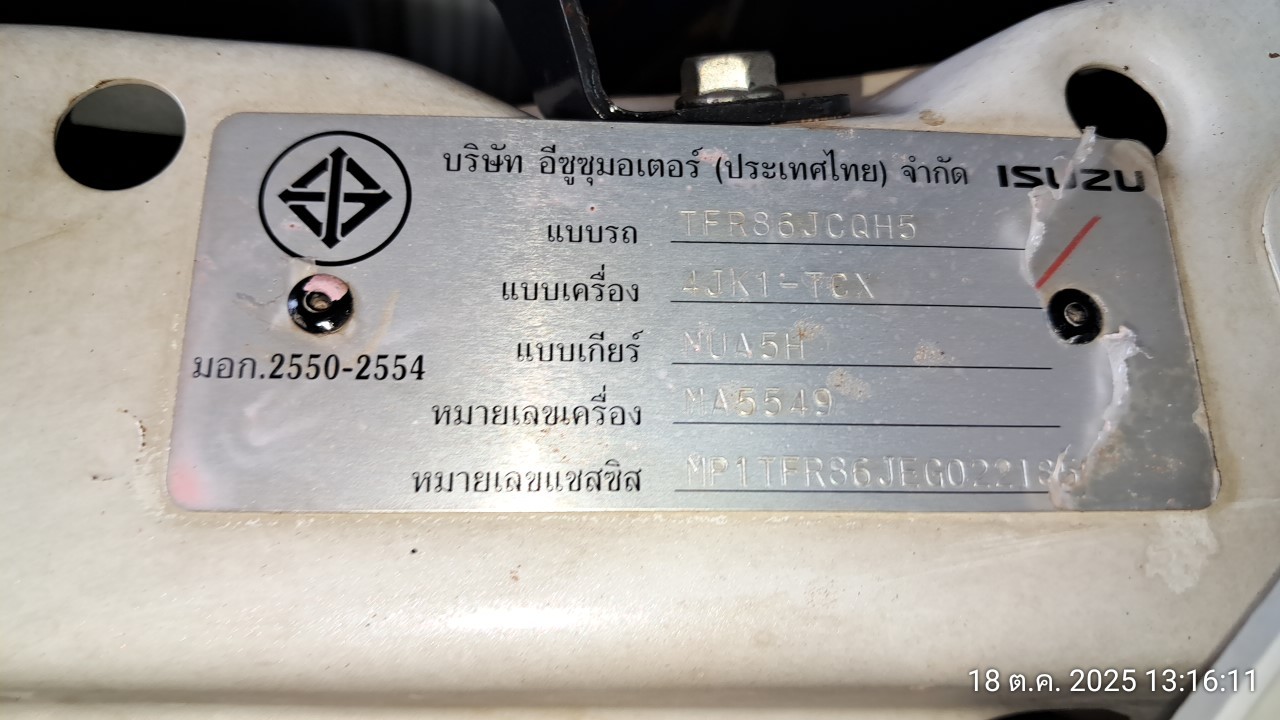 บริษัท อีซูซุมอเตอร์ (ประเทศไทย) จำกัด ISUZU
แบบรถ TFR86JCQH5
แบบเครื่อง 4JK1-TCX
แบบเกียร์ MUA5H
มอก.2550-2554
หมายเลขเครื่อง MA5549
หมายเลขแชสซิส
18 ต.ค. 2025 13:16:11